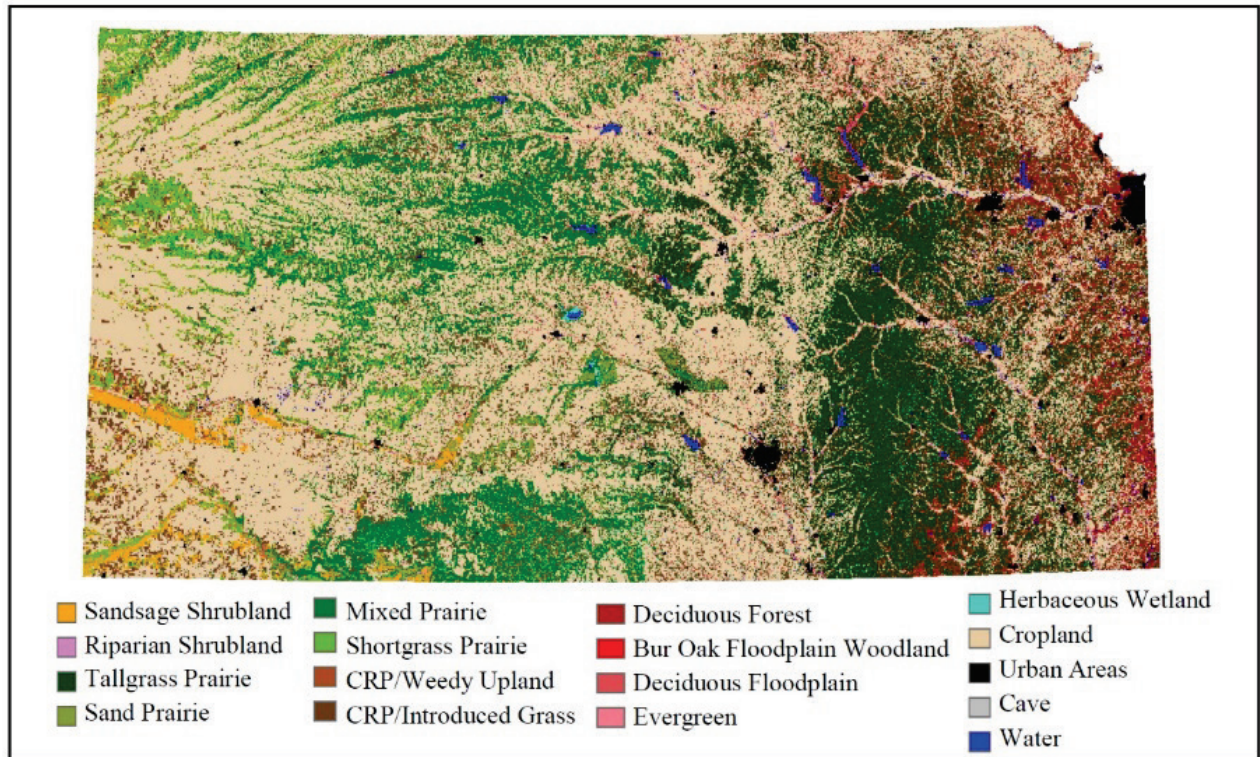 Sandsage Shrubland
Riparian Shrubland
Tallgrass Prairie
Sand Prairie
Mixed Prairie
Shortgrass Prairie
CRP/Weedy Upland
CRP/Introduced Grass
Deciduous Forest
Bur Oak Floodplain Woodland
Deciduous Floodplain
Evergreen
Herbaceous Wetland
Cropland
Urban Areas
Cave
Water